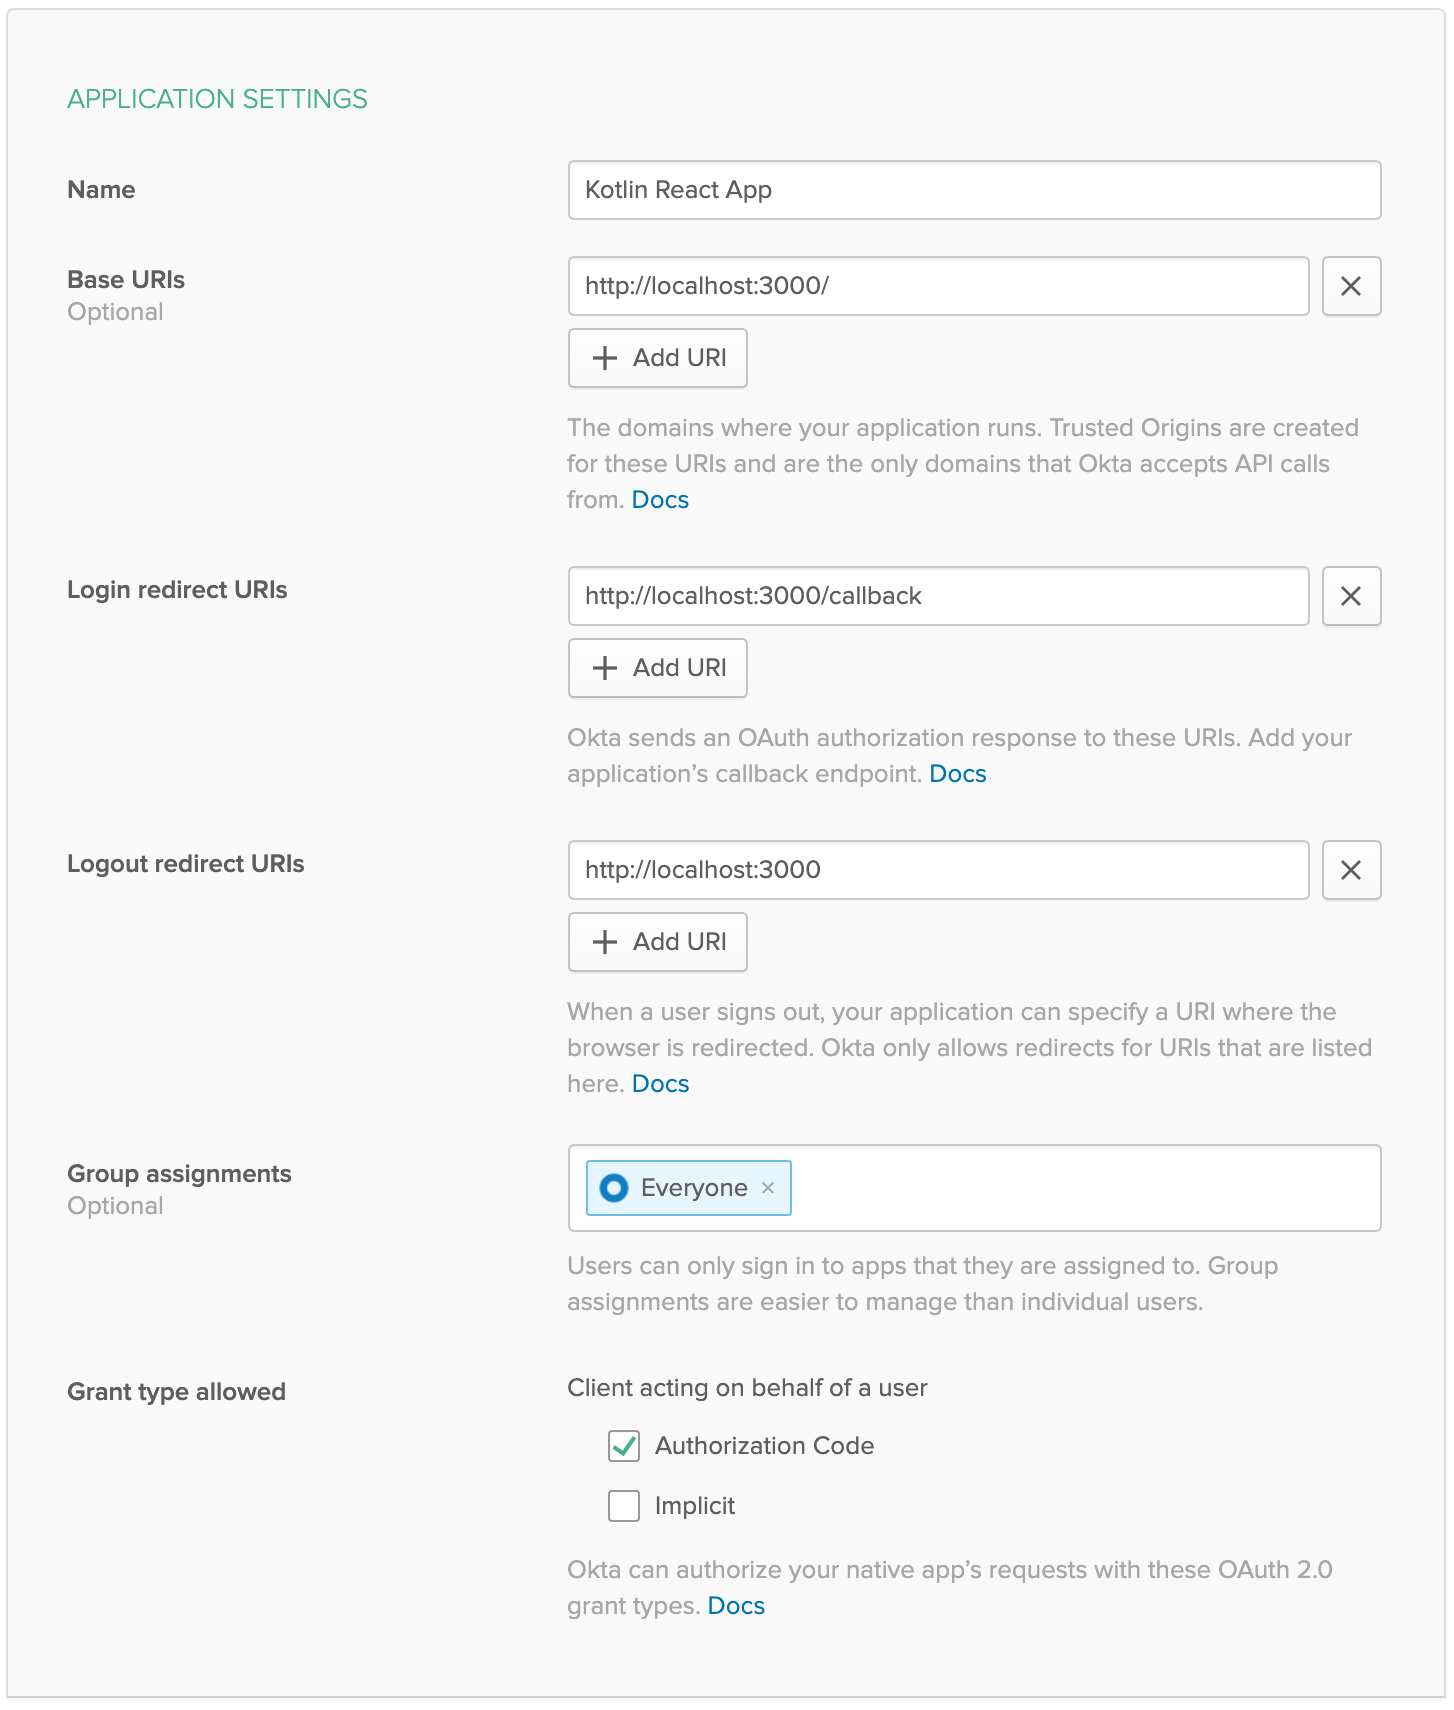 APPLICATION SETTINGS
Name
Kotlin React App
Base URIs
Optional
http://localhost:3000/
Add URI
The domains where your application runs. Trusted Origins are created
for these URIs and are the only domains that Okta accepts API calls
from. Docs
Login redirect URIs
http://localhost:3000/callback
Add URI
Okta sends an OAuth authorization response to these URIs. Add your
application’s callback endpoint. Docs
Logout redirect URIs
http://localhost:3000
Add URI
When a user signs out, your application can specify a URI where the
browser is redirected. Okta only allows redirects for URIs that are listed
here. Docs
Group assignments
Optional
Everyone
Users can only sign in to apps that they are assigned to. Group
assignments are easier to manage than individual users.
Grant type allowed
Client acting on behalf of a user
Authorization Code
Implicit
Okta can authorize your native app’s requests with these OAuth 2.0
grant types. Docs